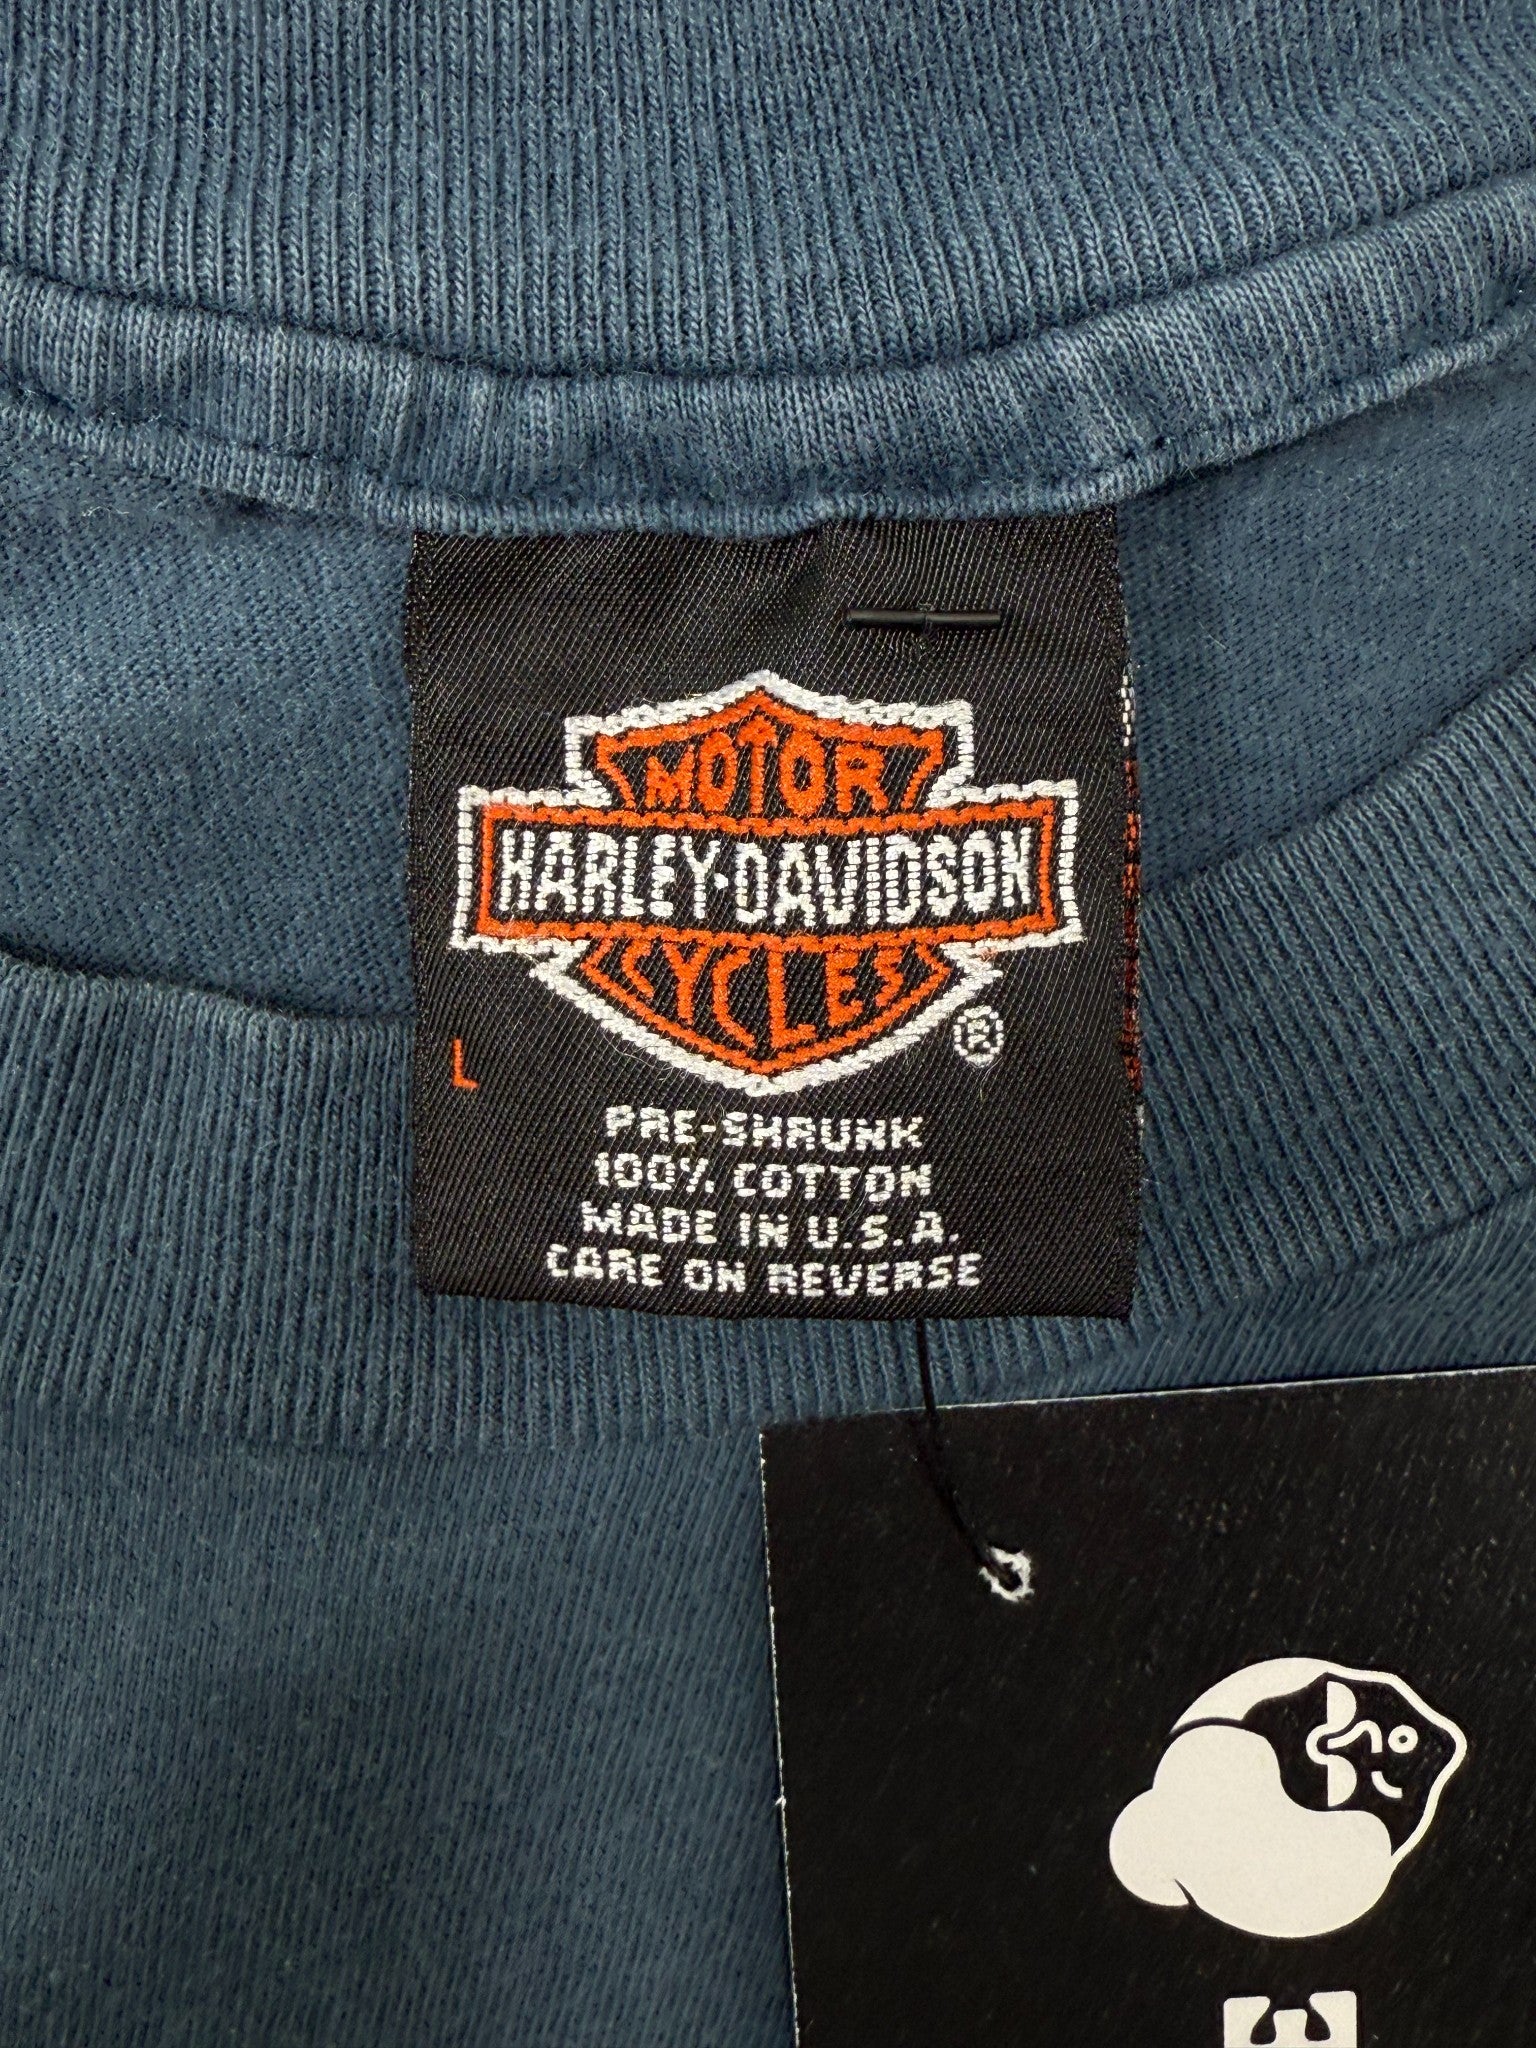 MOTOR
HARLEY-DAVIDSON
CYCLES
®
L
PRE-SHRUNK
100% COTTON
MADE IN U.S.A.
CARE ON REVERSE